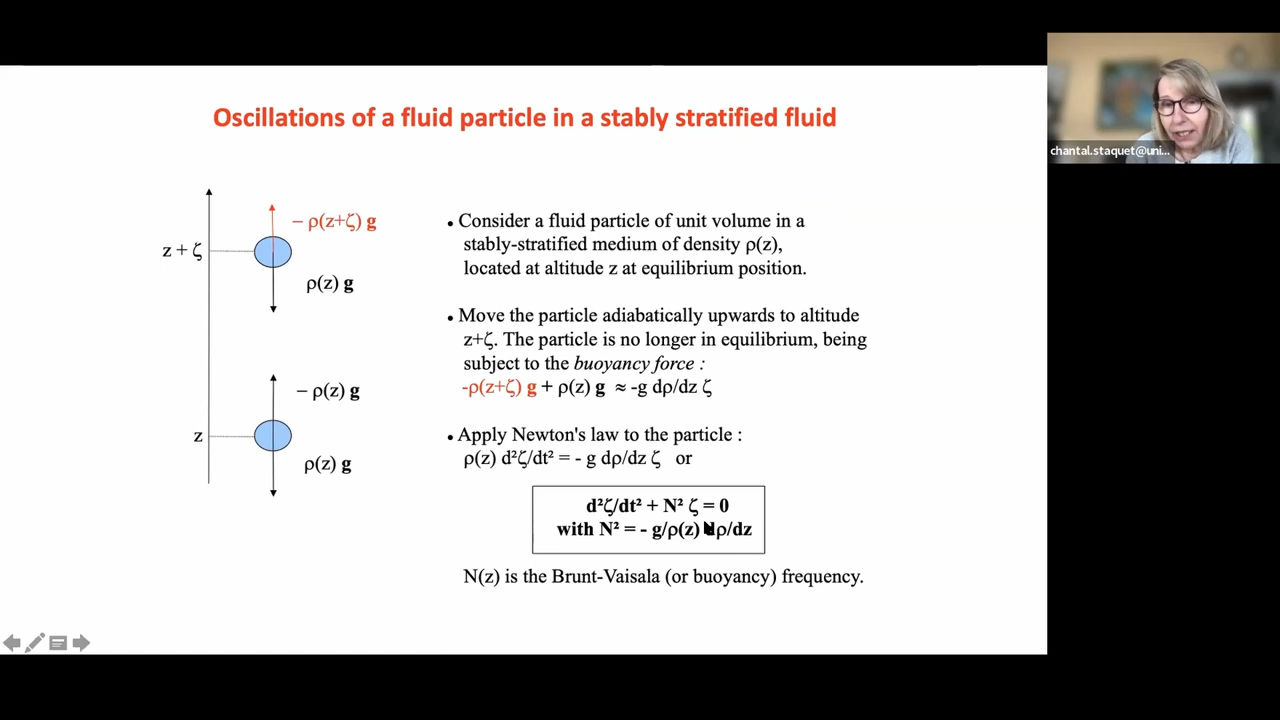 Oscillations of a fluid particle in a stably stratified fluid
chantal.staquet@uni...
− ρ(z+ζ) g
z + ζ
ρ(z) g
− ρ(z) g
z
ρ(z) g
• Consider a fluid particle of unit volume in a
stably-stratified medium of density ρ(z),
located at altitude z at equilibrium position.
• Move the particle adiabatically upwards to altitude
z+ζ. The particle is no longer in equilibrium, being
subject to the buoyancy force :
-ρ(z+ζ) g + ρ(z) g ≈ -g dρ/dz ζ
• Apply Newton's law to the particle :
ρ(z) d²ζ/dt² = - g dρ/dz ζ or
d²ζ/dt² + N² ζ = 0
with N² = - g/ρ(z) dρ/dz
N(z) is the Brunt-Vaisala (or buoyancy) frequency.